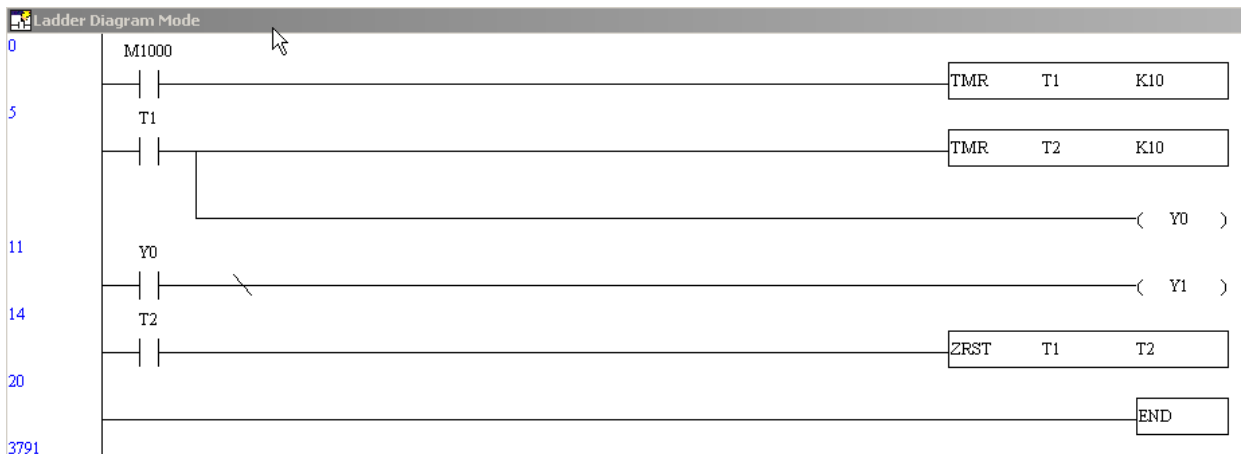 Ladder Diagram Mode
0
M1000
TMR T1 K10
5
T1
TMR T2 K10
( Y0 )
11
Y0
( Y1 )
14
T2
ZRST T1 T2
20
END
3791